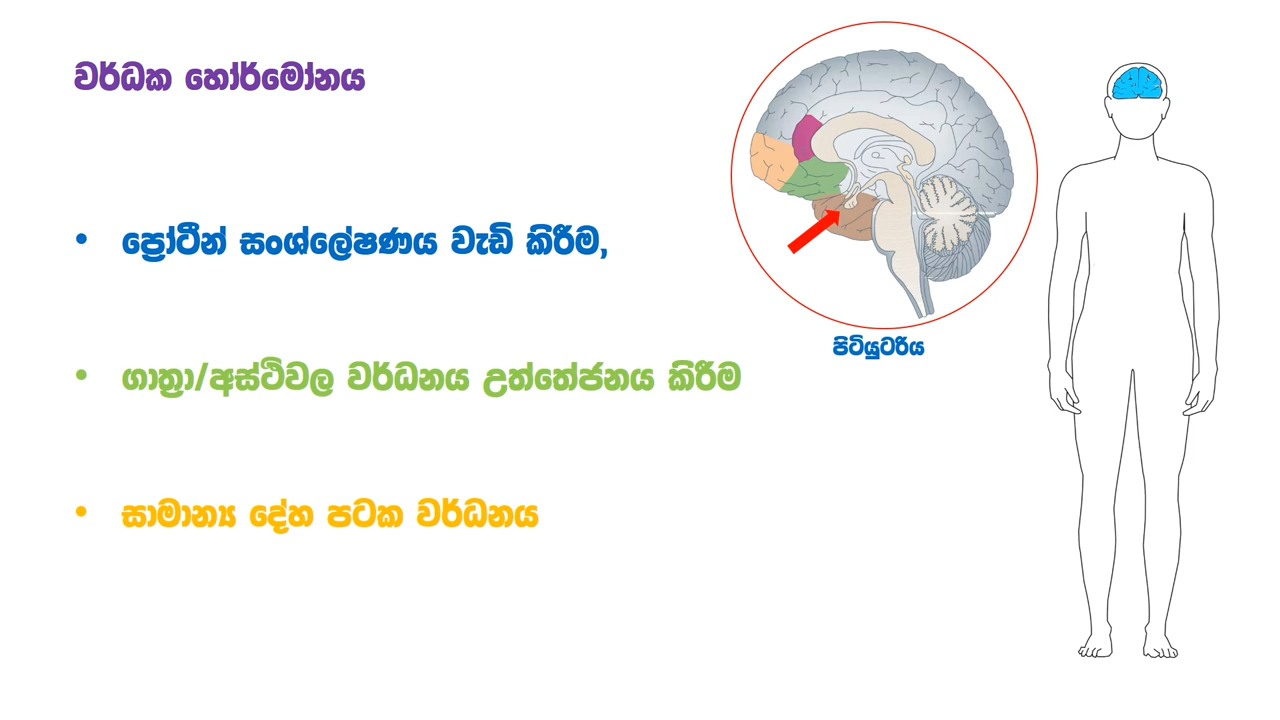 වර්ධක හෝර්මෝනය
• ප්‍රෝටීන් සංශ්ලේෂණය වැඩි කිරීම,
• ගාත්‍රා/අස්ථිවල වර්ධනය උත්තේජනය කිරීම
• සාමාන්‍ය දේහ පටක වර්ධනය
පිටියුටරිය